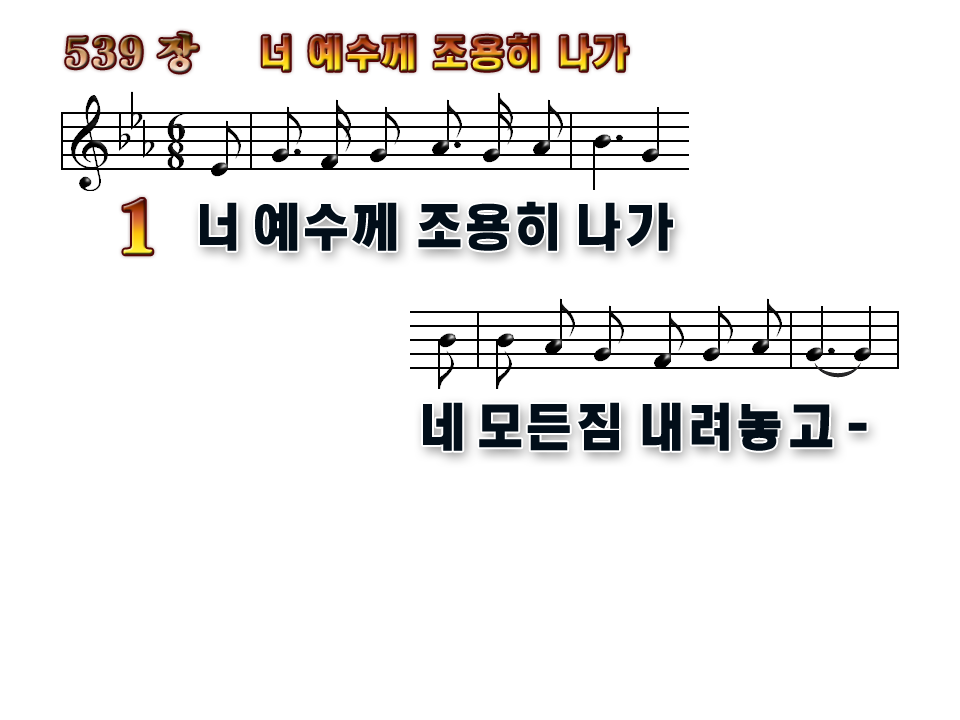 539 장 너 예수께 조용히 나가
1 너 예수께 조용히 나가
네 모든짐 내려놓고 -